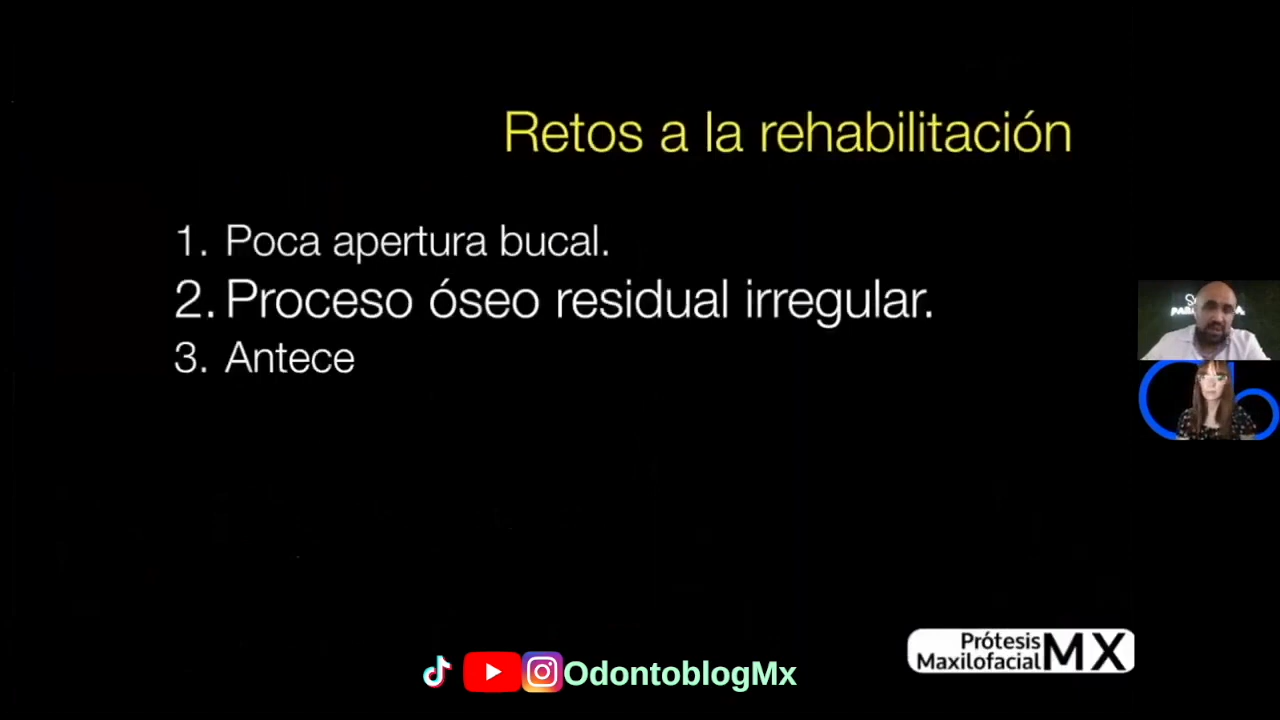 Retos a la rehabilitación
1. Poca apertura bucal.
2. Proceso óseo residual irregular.
3. Antece
OdontoblogMx
Prótesis
Maxilofacial MX